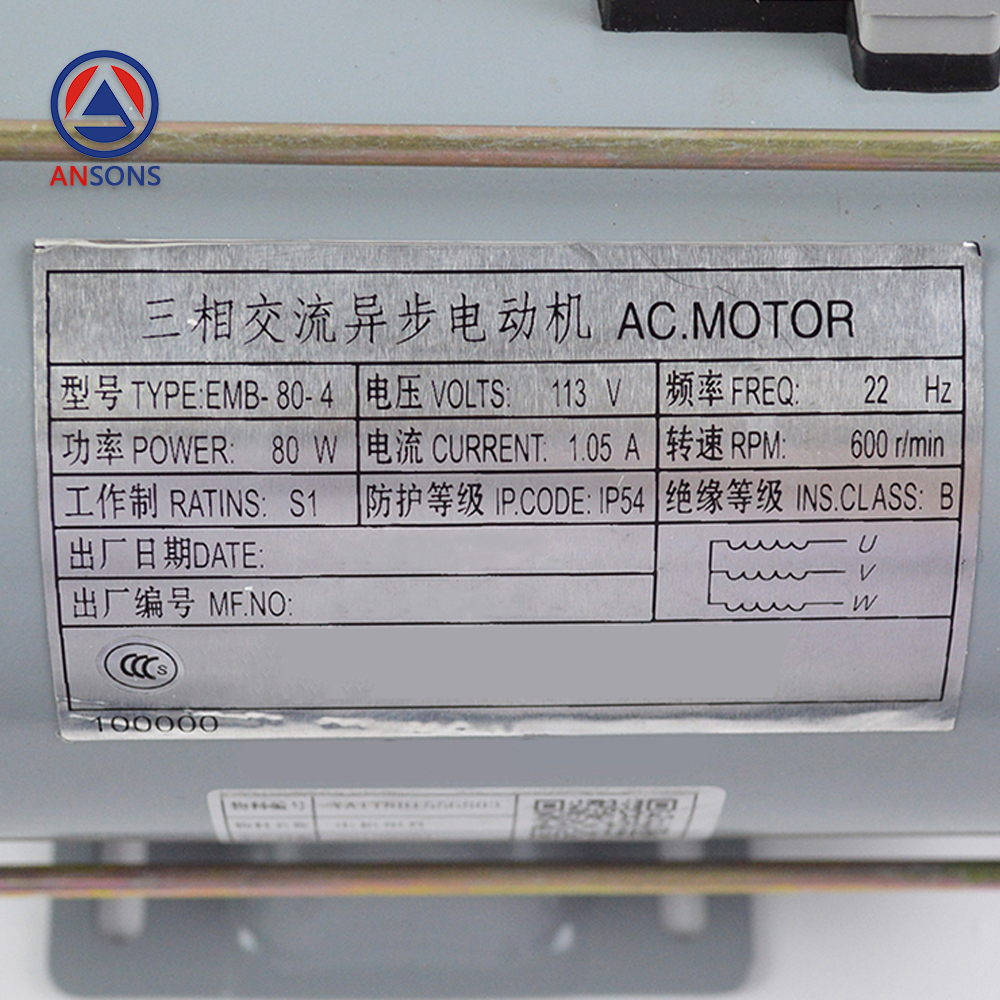 ANSONS
三相交流异步电动机 AC.MOTOR
型号 TYPE:EMB-80-4 电压 VOLTS: 113 V 频率 FREQ: 22 Hz
功率 POWER: 80 W 电流 CURRENT: 1.05 A 转速 RPM: 600 r/min
工作制 RATINS: S1 防护等级 IP.CODE: IP54 绝缘等级 INS.CLASS: B
出厂日期DATE:
出厂编号 MF.NO:
U
V
W
CCC S
100000